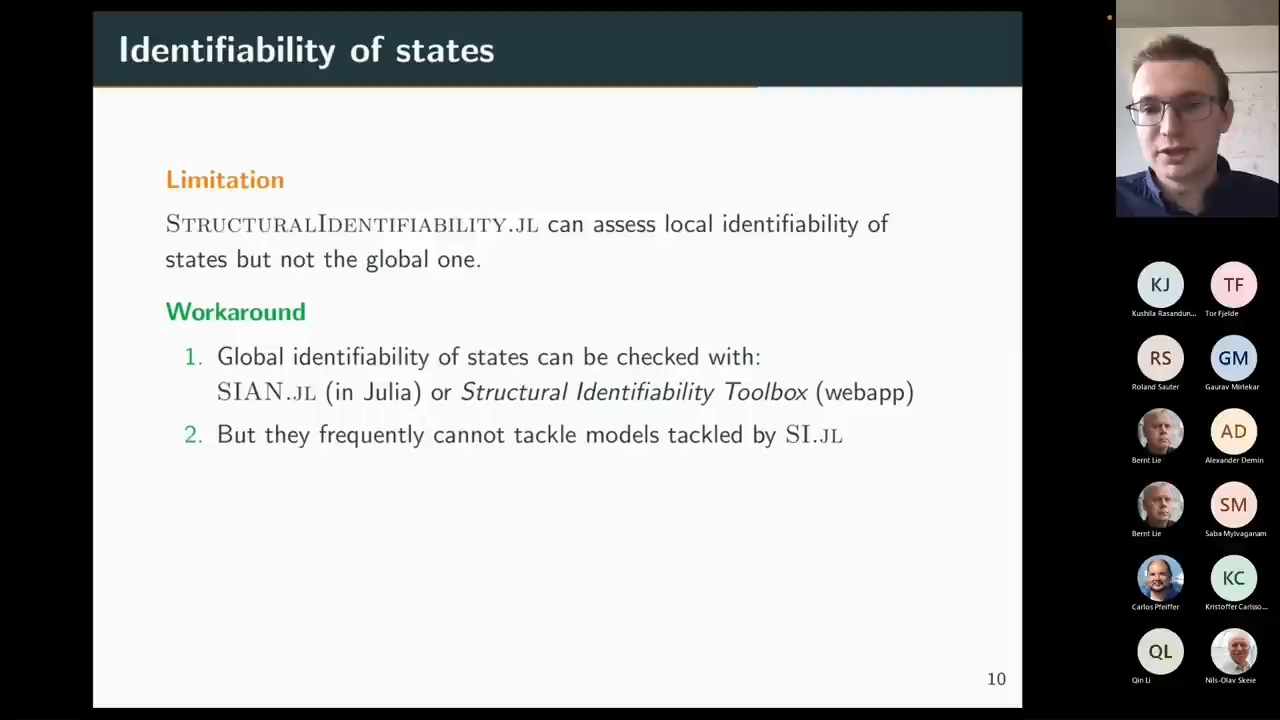 Identifiability of states
Limitation
STRUCTURALIDENTIFIABILITY.JL can assess local identifiability of
states but not the global one.
Workaround
1. Global identifiability of states can be checked with:
SIAN.JL (in Julia) or Structural Identifiability Toolbox (webapp)
2. But they frequently cannot tackle models tackled by SI.JL
10
KJ
TF
Kushila Rasandun...
Tor Fjelde
RS
GM
Roland Sauter
Gaurav Mirlekar
AD
Bernt Lie
Alexander Demin
SM
Bernt Lie
Saba Mylvaganam
KC
Carlos Pfeiffer
Kristoffer Carlsso...
QL
Qin Li
Nils-Olav Skeie